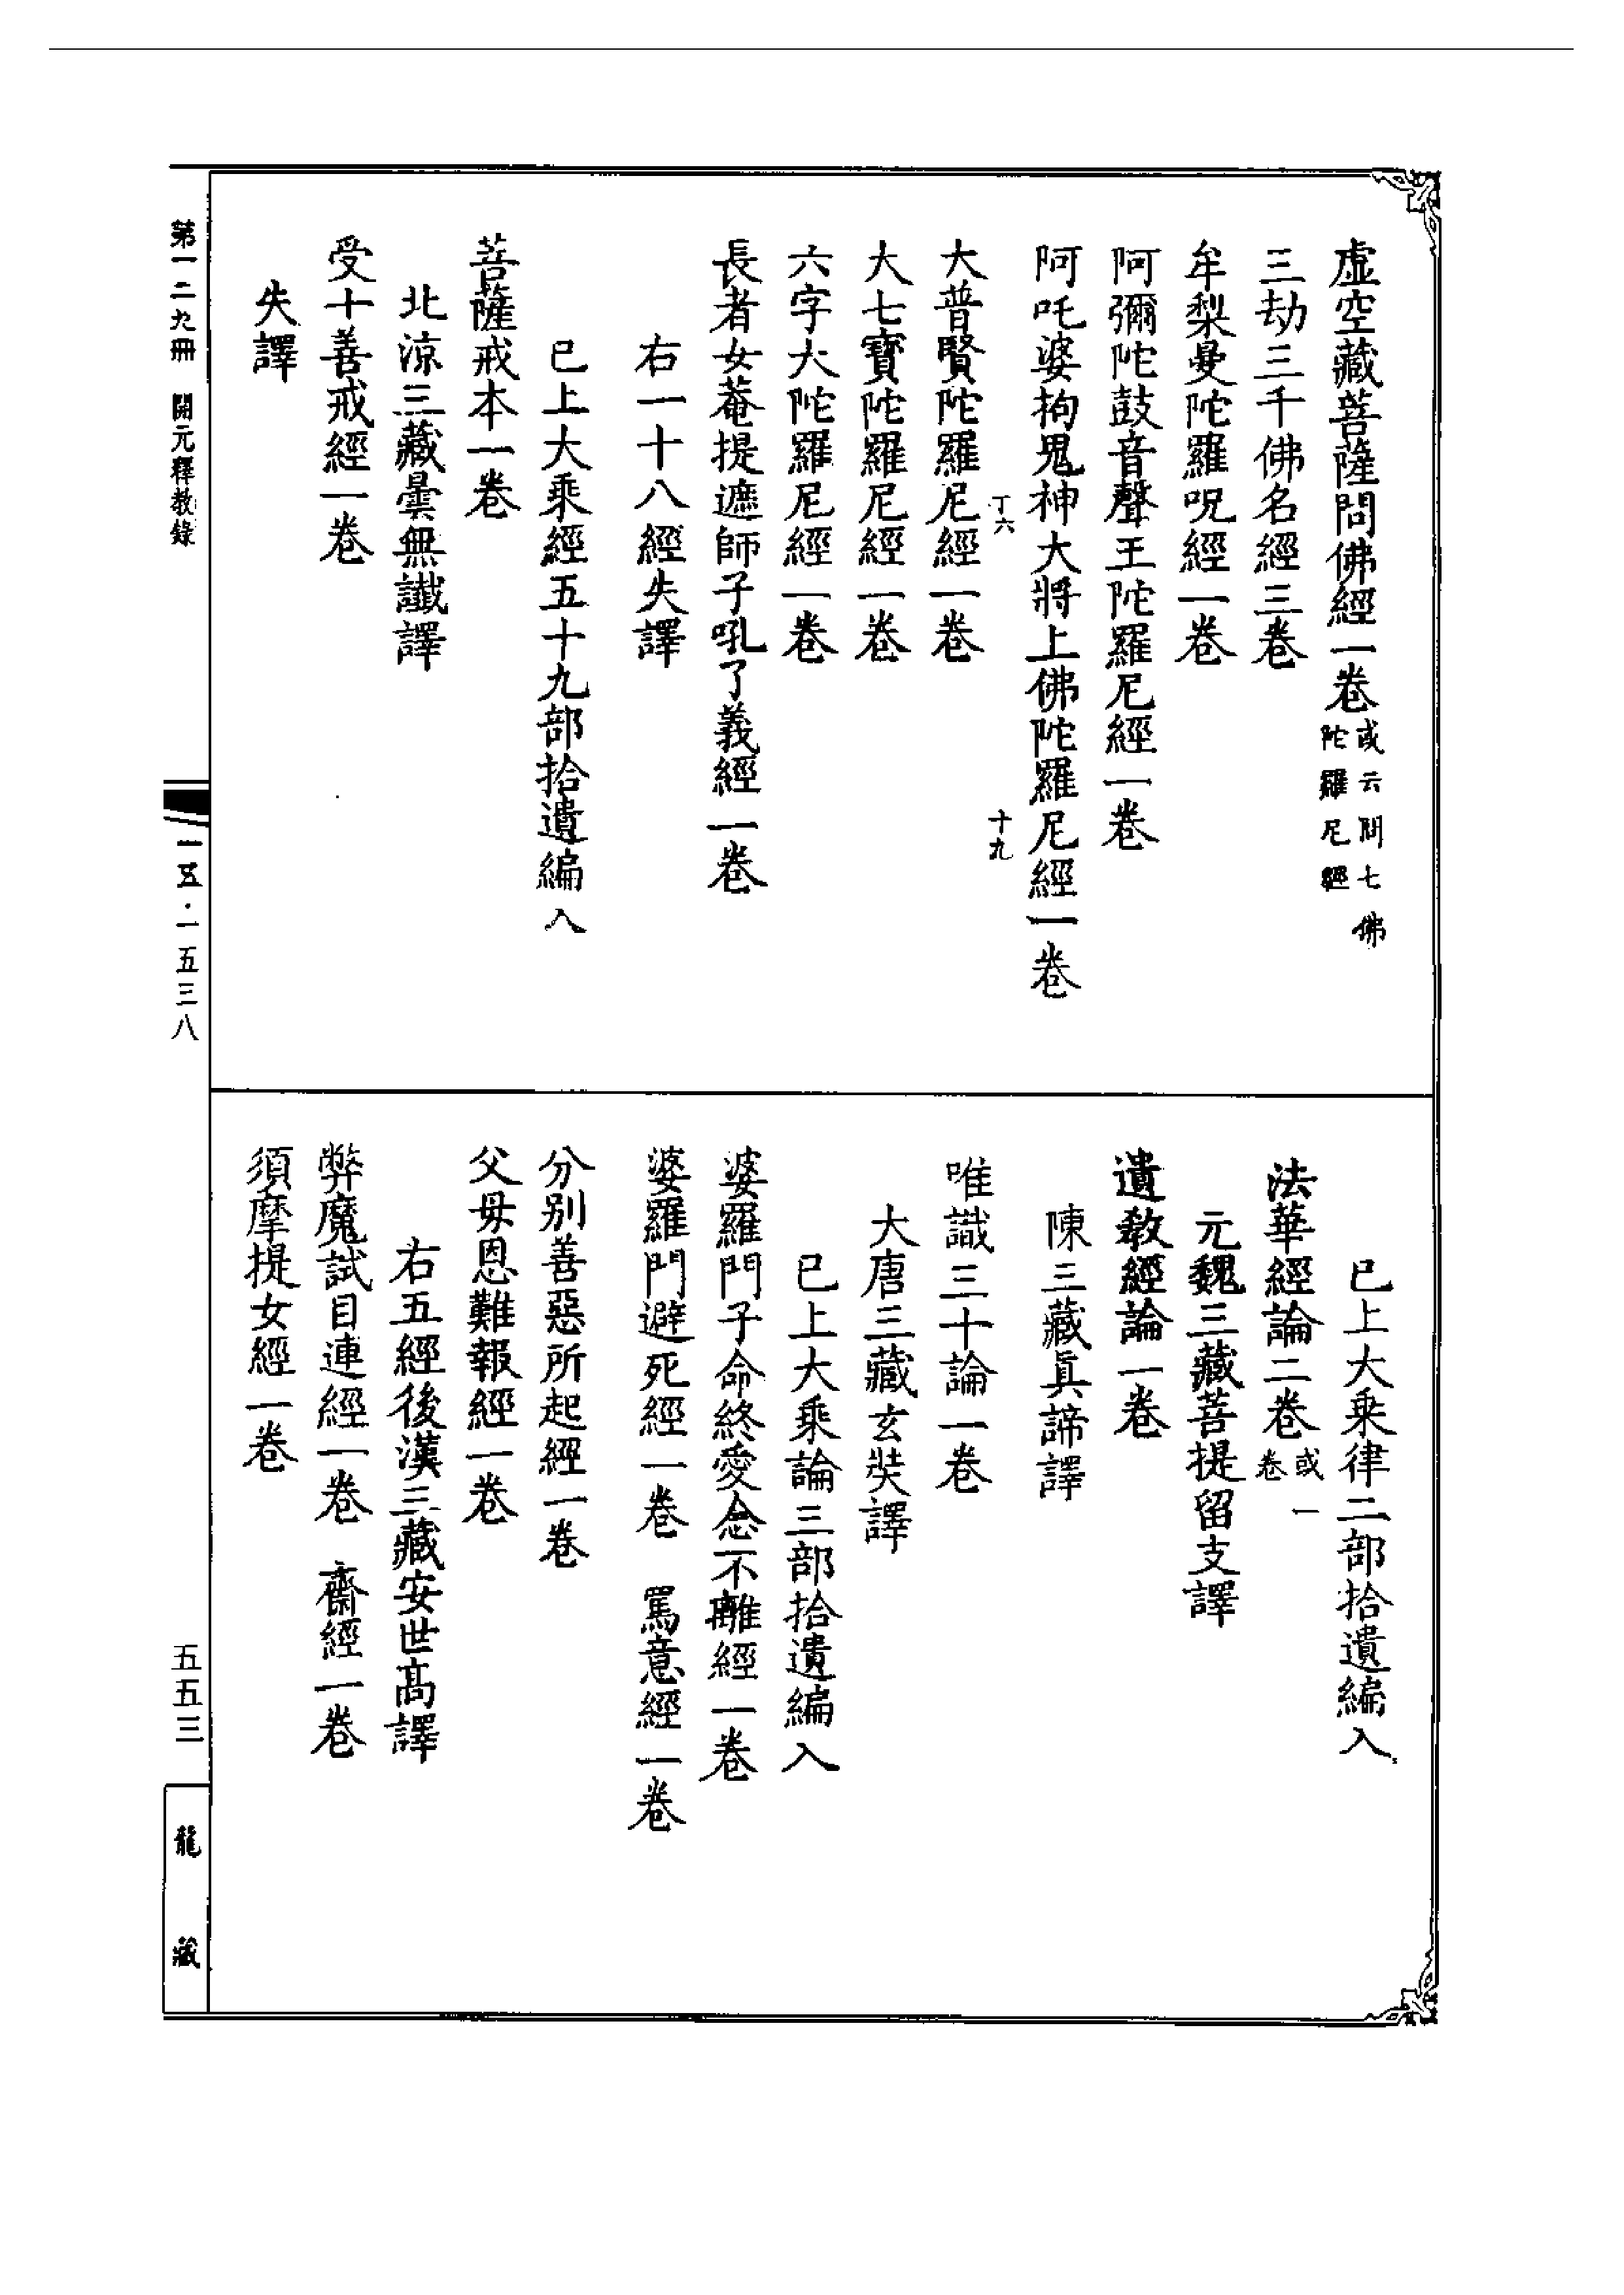 虛空藏菩薩問佛經一卷或云問七佛陀羅尼經
三劫三千佛名經三卷
牟梨曼陀羅呪經一卷
阿彌陀鼓音聲王陀羅尼經一卷
阿吒婆拘鬼神大將上佛陀羅尼經一卷
丁六 十九
大普賢陀羅尼經一卷
大七寶陀羅尼經一卷
六字大陀羅尼經一卷
長者女菴提遮師子吼了義經一卷
右一十八經失譯
已上大乘經五十九部拾遺編入
菩薩戒本一卷
北涼三藏曇無讖譯
受十善戒經一卷
失譯
已上大乘律二部拾遺編入
法華經論二卷或一卷
元魏三藏菩提留支譯
遺敎經論一卷
陳三藏眞諦譯
唯識三十論一卷
大唐三藏玄奘譯
已上大乘論三部拾遺編入
婆羅門子命終愛念不離經一卷
婆羅門避死經一卷 罵意經一卷
分別善惡所起經一卷
父母恩難報經一卷
右五經後漢三藏安世髙譯
弊魔試目連經一卷 齋經一卷
須摩提女經一卷
第一二九冊 開元釋教錄
一五·一五三八
五五三
龍藏